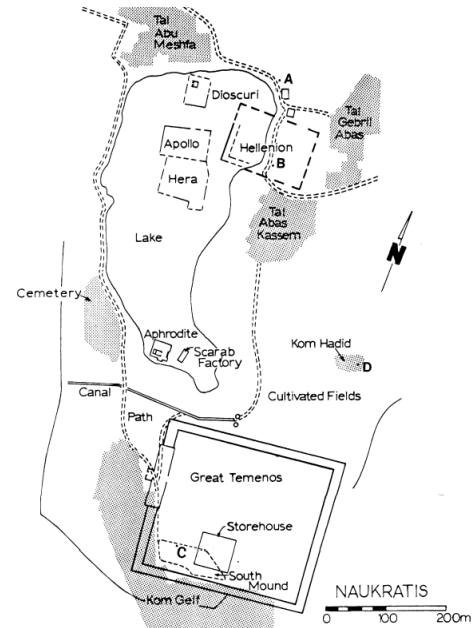 Tal
Abu
Meshfa
A
Dioscuri
Tal
Gebril
Abas
Apollo
Hellenion
B
Hera
Tal
Abas
Kassem
Lake
N
Cemetery
Aphrodite
Scarab
Factory
Kom Hadid
D
Canal
Cultivated Fields
Path
Great Temenos
Storehouse
C
South
Mound
Kom Gelf
NAUKRATIS
0 100 200m